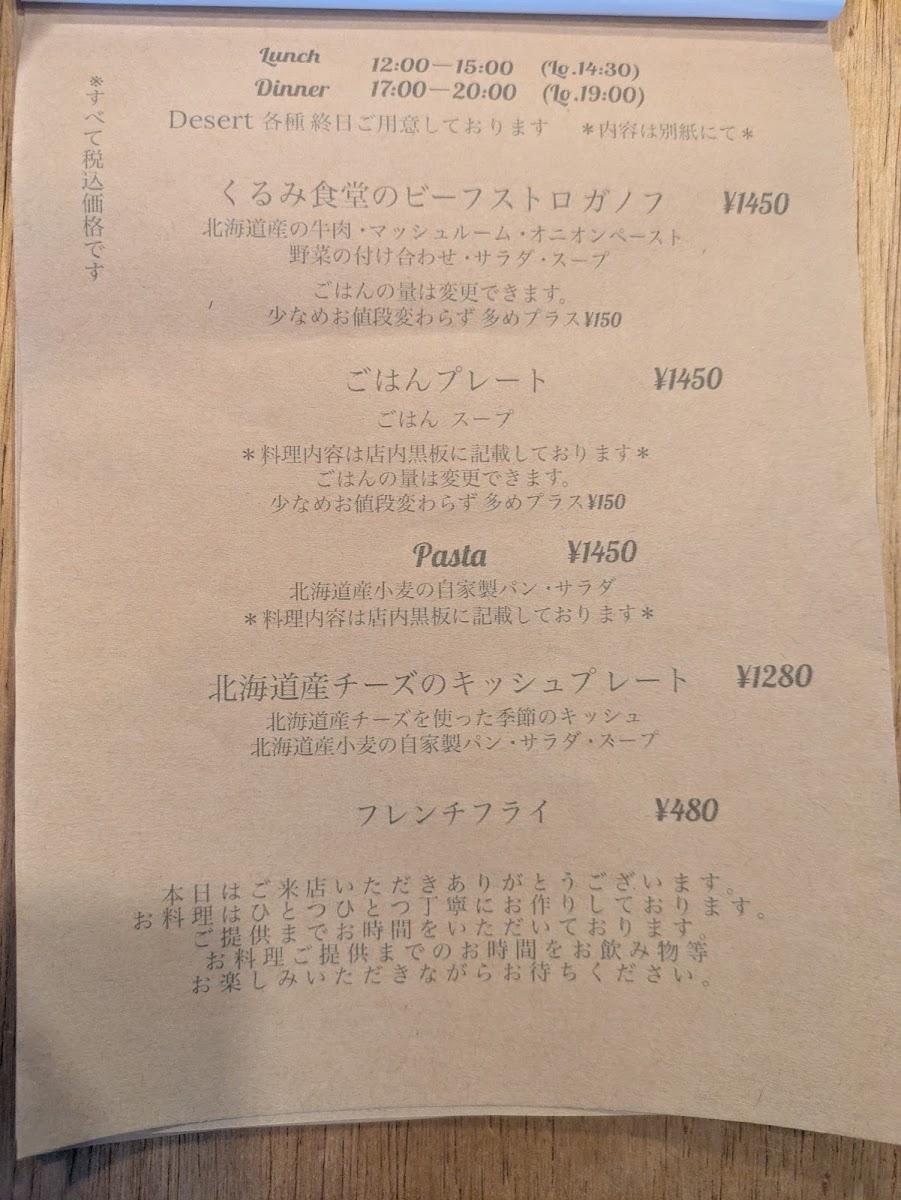 Lunch 12:00ー15:00 (Lo.14:30)
Dinner 17:00ー20:00 (Lo.19:00)
Desert 各種 終日ご用意しております ＊内容は別紙にて＊
＊すべて税込価格です
くるみ食堂のビーフストロガノフ ¥1450
北海道産の牛肉・マッシュルーム・オニオンペースト
野菜の付け合わせ・サラダ・スープ
ごはんの量は変更できます。
少なめお値段変わらず 多めプラス¥150
ごはんプレート ¥1450
ごはん スープ
＊料理内容は店内黒板に記載しております＊
ごはんの量は変更できます。
少なめお値段変わらず 多めプラス¥150
Pasta ¥1450
北海道産小麦の自家製パン・サラダ
＊料理内容は店内黒板に記載しております＊
北海道産チーズのキッシュプレート ¥1280
北海道産チーズを使った季節のキッシュ
北海道産小麦の自家製パン・サラダ・スープ
フレンチフライ ¥480
本日はご来店いただきありがとうございます。
お料理はひとつひとつ丁寧にお作りしております。
ご提供までお時間をいただいております。
お料理ご提供までのお時間をお飲み物等
お楽しみいただきながらお待ちください。